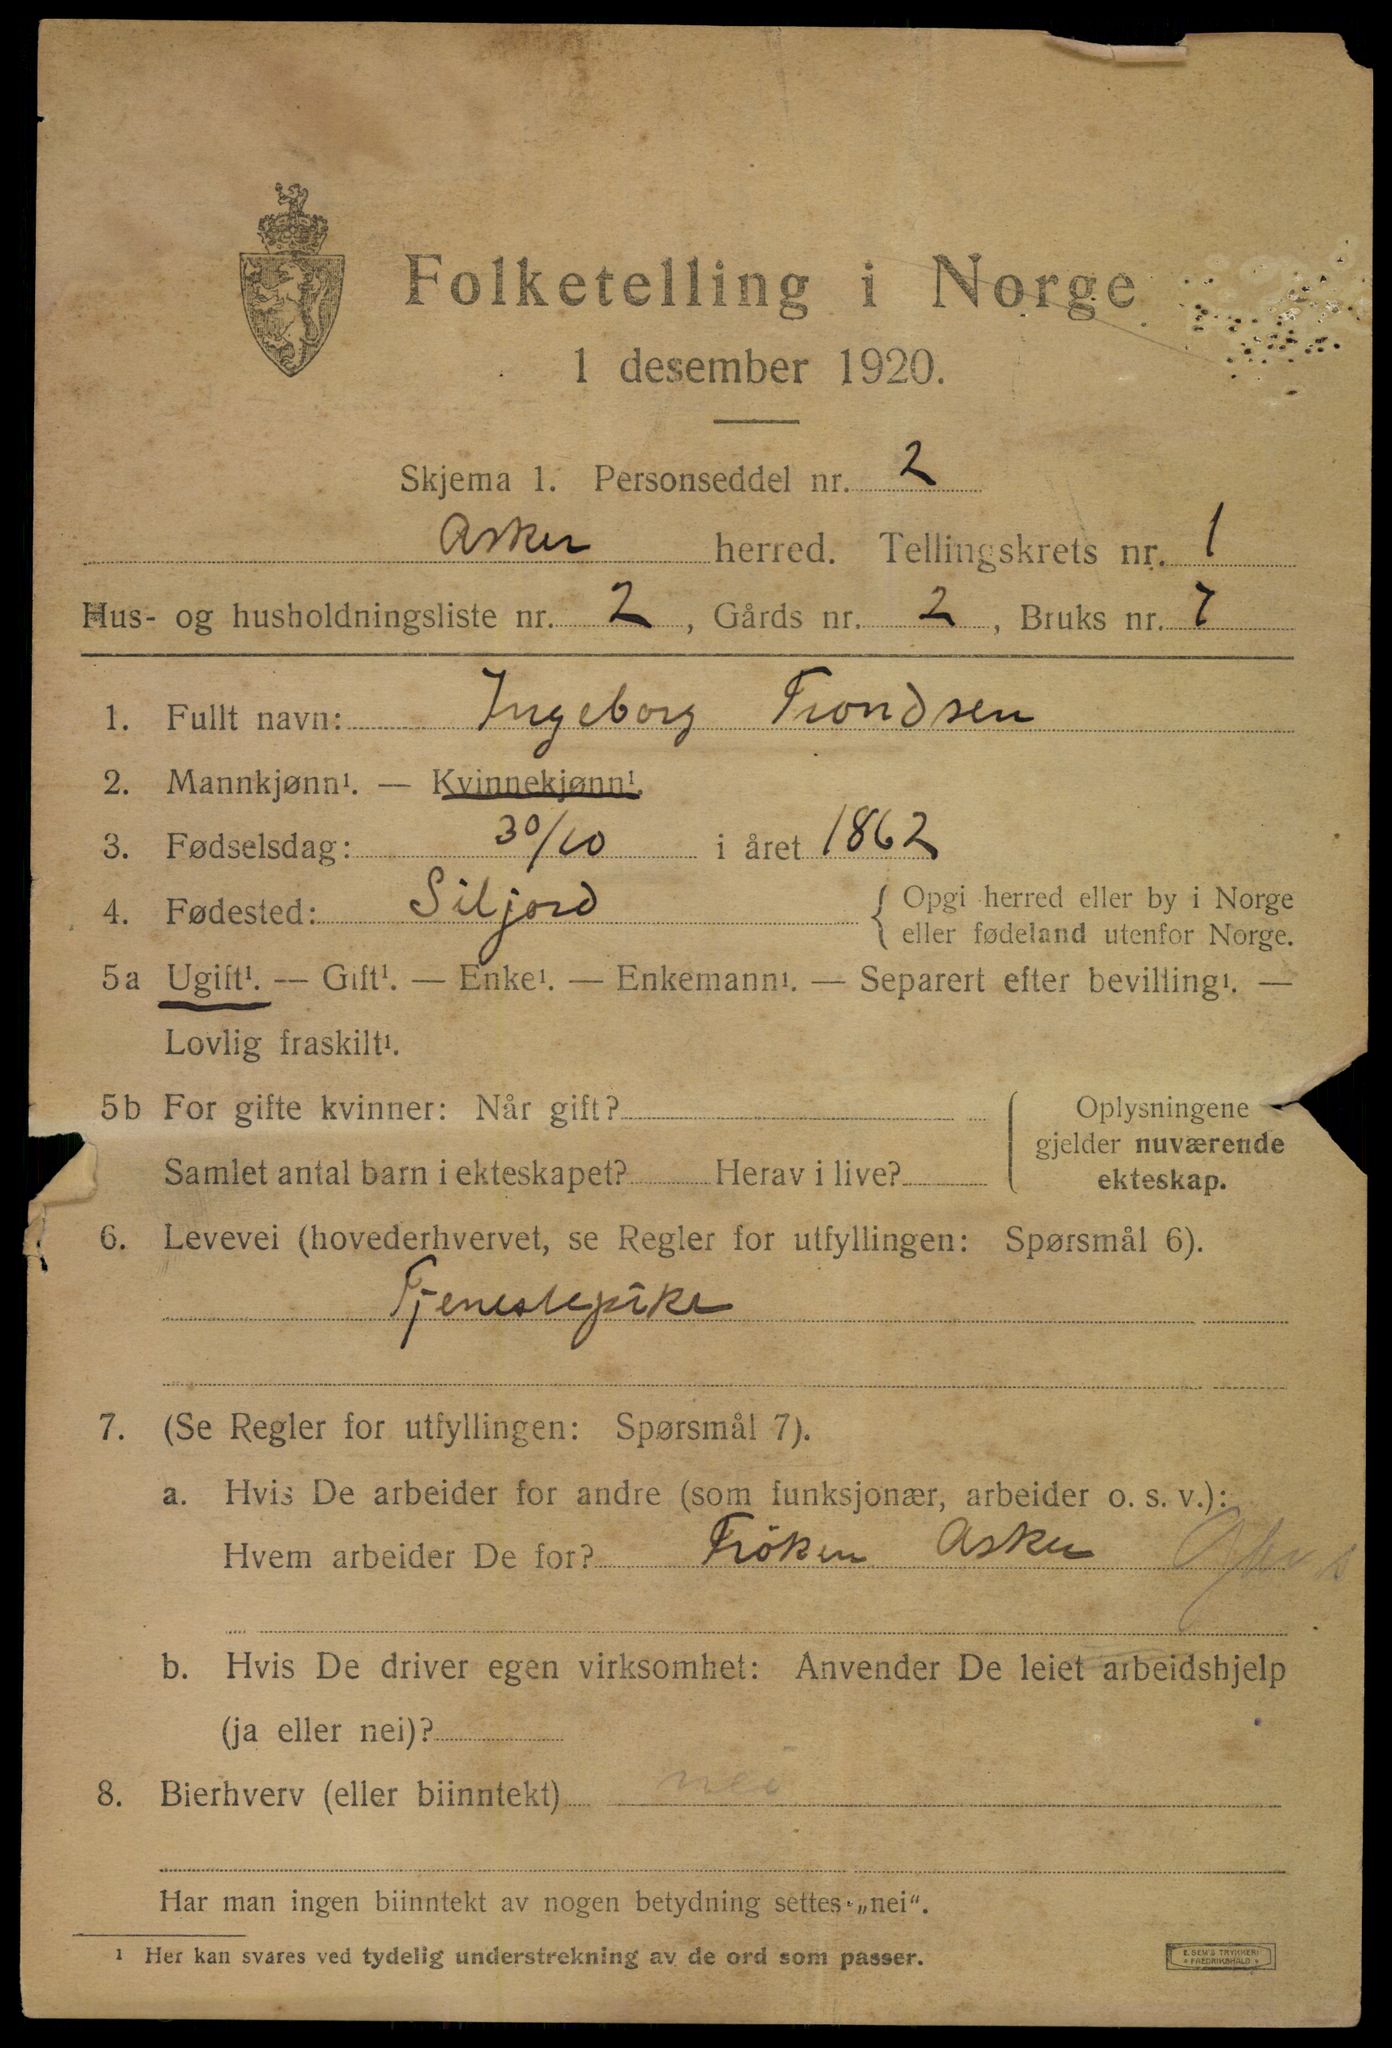 Folketelling i Norge
1 desember 1920.
Skjema 1. Personseddel nr. 2
Asker herred. Tellingskrets nr. 1
Hus- og husholdningsliste nr. 2, Gårds nr. 2, Bruks nr. 7
1. Fullt navn: Ingeborg Trondsen
2. Mannkjønn¹. — Kvinnekjønn¹.
3. Fødselsdag: 30/10 i året 1862
4. Fødested: Siljord { Opgi herred eller by i Norge
eller fødeland utenfor Norge.
5a Ugift¹. — Gift¹. — Enke¹. — Enkemann¹. — Separert efter bevilling¹. —
Lovlig fraskilt¹.
5b For gifte kvinner: Når gift?
Samlet antal barn i ekteskapet? Herav i live?
Oplysningene
gjelder nuværende
ekteskap.
6. Levevei (hovederhvervet, se Regler for utfyllingen: Spørsmål 6).
Tjenestepike
7. (Se Regler for utfyllingen: Spørsmål 7).
a. Hvis De arbeider for andre (som funksjonær, arbeider o. s. v.):
Hvem arbeider De for? Fröken Asker
b. Hvis De driver egen virksomhet: Anvender De leiet arbeidshjelp
(ja eller nei)?
8. Bierhverv (eller biinntekt) nei
Har man ingen biinntekt av nogen betydning settes „nei“.
¹ Her kan svares ved tydelig understrekning av de ord som passer.
E. SEM'S TRYKKERI
FREDRIKSHALD